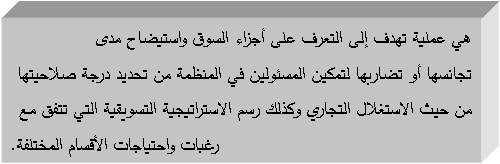 هي عملية تهدف إلى التعرف على أجزاء السوق واستيضاح مدى
تجانسها أو تضاربها لتمكين المسئولين في المنظمة من تحديد درجة صلاحيتها
من حيث الاستغلال التجاري وكذلك رسم الاستراتيجية التسويقية التي تتفق مع
رغبات واحتياجات الأقسام المختلفة.